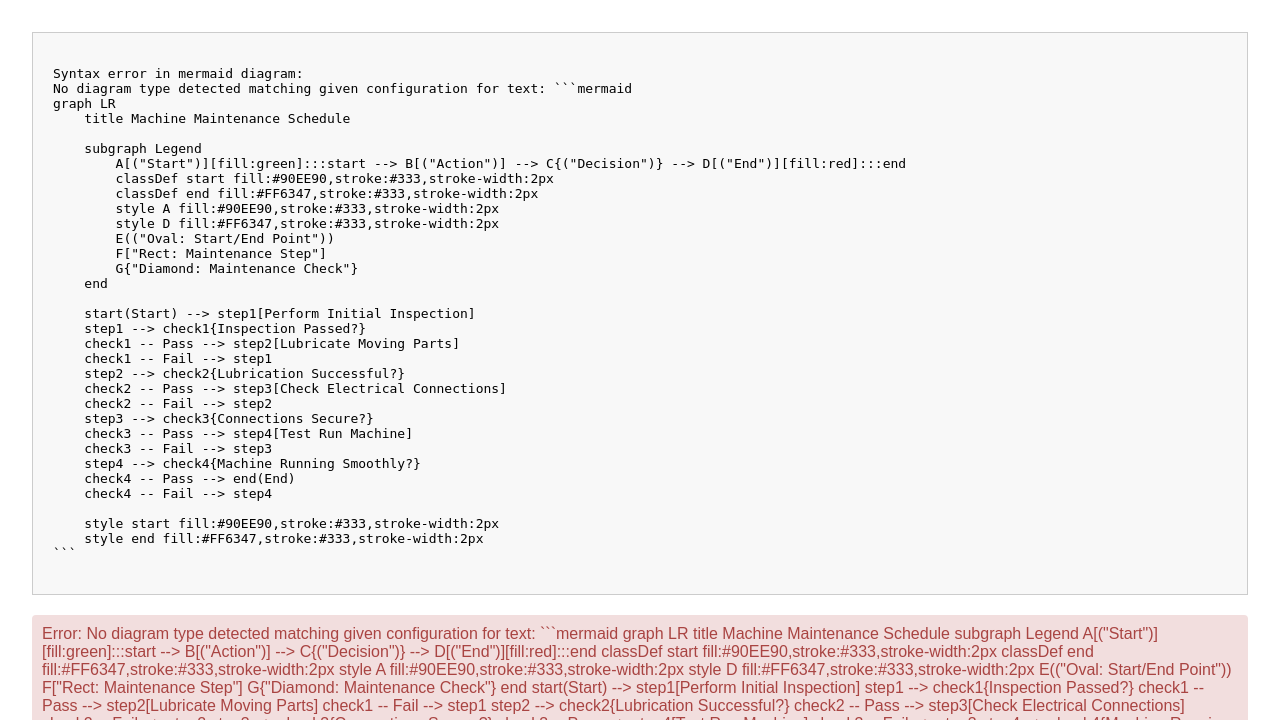 Syntax error in mermaid diagram:
No diagram type detected matching given configuration for text: ```mermaid
graph LR
    title Machine Maintenance Schedule

    subgraph Legend
        A[("Start")][fill:green]:::start --> B[("Action")] --> C{("Decision")} --> D[("End")][fill:red]:::end
        classDef start fill:#90EE90,stroke:#333,stroke-width:2px
        classDef end fill:#FF6347,stroke:#333,stroke-width:2px
        style A fill:#90EE90,stroke:#333,stroke-width:2px
        style D fill:#FF6347,stroke:#333,stroke-width:2px
        E(("Oval: Start/End Point"))
        F["Rect: Maintenance Step"]
        G{"Diamond: Maintenance Check"}
    end

    start(Start) --> step1[Perform Initial Inspection]
    step1 --> check1{Inspection Passed?}
    check1 -- Pass --> step2[Lubricate Moving Parts]
    check1 -- Fail --> step1
    step2 --> check2{Lubrication Successful?}
    check2 -- Pass --> step3[Check Electrical Connections]
    check2 -- Fail --> step2
    step3 --> check3{Connections Secure?}
    check3 -- Pass --> step4[Test Run Machine]
    check3 -- Fail --> step3
    step4 --> check4{Machine Running Smoothly?}
    check4 -- Pass --> end(End)
    check4 -- Fail --> step4

    style start fill:#90EE90,stroke:#333,stroke-width:2px
    style end fill:#FF6347,stroke:#333,stroke-width:2px
```
Error: No diagram type detected matching given configuration for text: ```mermaid graph LR title Machine Maintenance Schedule subgraph Legend A[("Start")]
[fill:green]:::start --> B[("Action")] --> C{("Decision")} --> D[("End")][fill:red]:::end classDef start fill:#90EE90,stroke:#333,stroke-width:2px classDef end
fill:#FF6347,stroke:#333,stroke-width:2px style A fill:#90EE90,stroke:#333,stroke-width:2px style D fill:#FF6347,stroke:#333,stroke-width:2px E(("Oval: Start/End Point"))
F["Rect: Maintenance Step"] G{"Diamond: Maintenance Check"} end start(Start) --> step1[Perform Initial Inspection] step1 --> check1{Inspection Passed?} check1 --
Pass --> step2[Lubricate Moving Parts] check1 -- Fail --> step1 step2 --> check2{Lubrication Successful?} check2 -- Pass --> step3[Check Electrical Connections]